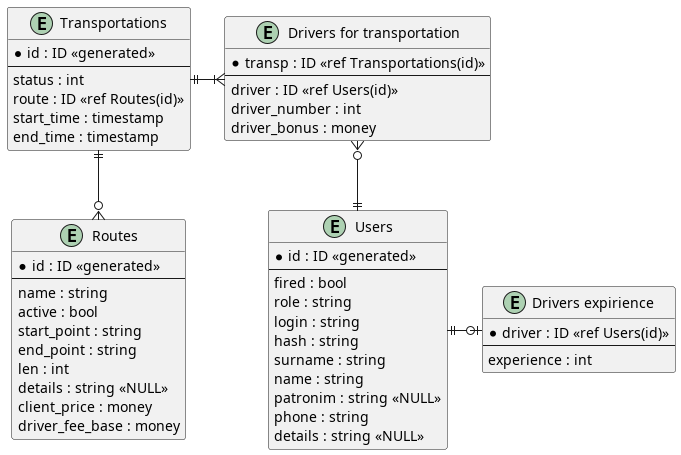 E Transportations
* id : ID «generated»
status : int
route : ID «ref Routes(id)»
start_time : timestamp
end_time : timestamp
E Drivers for transportation
* transp : ID «ref Transportations(id)»
driver : ID «ref Users(id)»
driver_number : int
driver_bonus : money
E Routes
* id : ID «generated»
name : string
active : bool
start_point : string
end_point : string
len : int
details : string «NULL»
client_price : money
driver_fee_base : money
E Users
* id : ID «generated»
fired : bool
role : string
login : string
hash : string
surname : string
name : string
patronim : string «NULL»
phone : string
details : string «NULL»
E Drivers expirience
* driver : ID «ref Users(id)»
experience : int